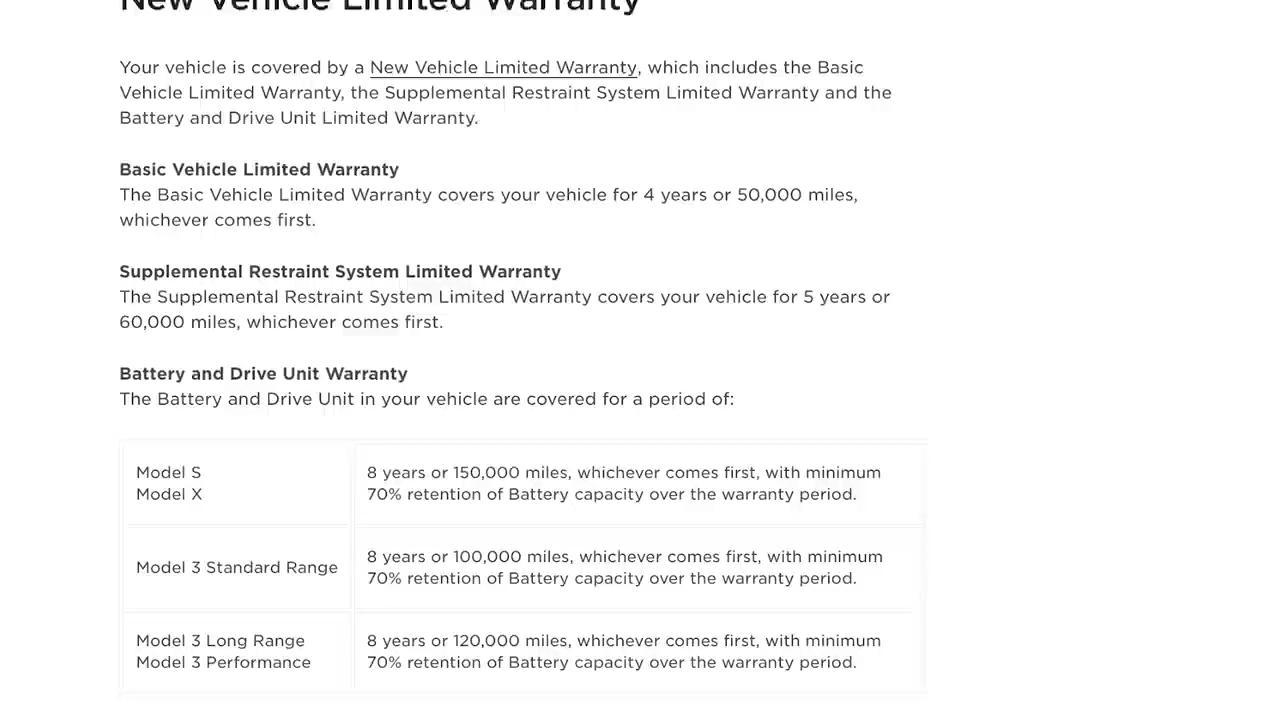 New Vehicle Limited Warranty
Your vehicle is covered by a New Vehicle Limited Warranty, which includes the Basic
Vehicle Limited Warranty, the Supplemental Restraint System Limited Warranty and the
Battery and Drive Unit Limited Warranty.
Basic Vehicle Limited Warranty
The Basic Vehicle Limited Warranty covers your vehicle for 4 years or 50,000 miles,
whichever comes first.
Supplemental Restraint System Limited Warranty
The Supplemental Restraint System Limited Warranty covers your vehicle for 5 years or
60,000 miles, whichever comes first.
Battery and Drive Unit Warranty
The Battery and Drive Unit in your vehicle are covered for a period of:
Model S
Model X
8 years or 150,000 miles, whichever comes first, with minimum
70% retention of Battery capacity over the warranty period.
Model 3 Standard Range
8 years or 100,000 miles, whichever comes first, with minimum
70% retention of Battery capacity over the warranty period.
Model 3 Long Range
Model 3 Performance
8 years or 120,000 miles, whichever comes first, with minimum
70% retention of Battery capacity over the warranty period.